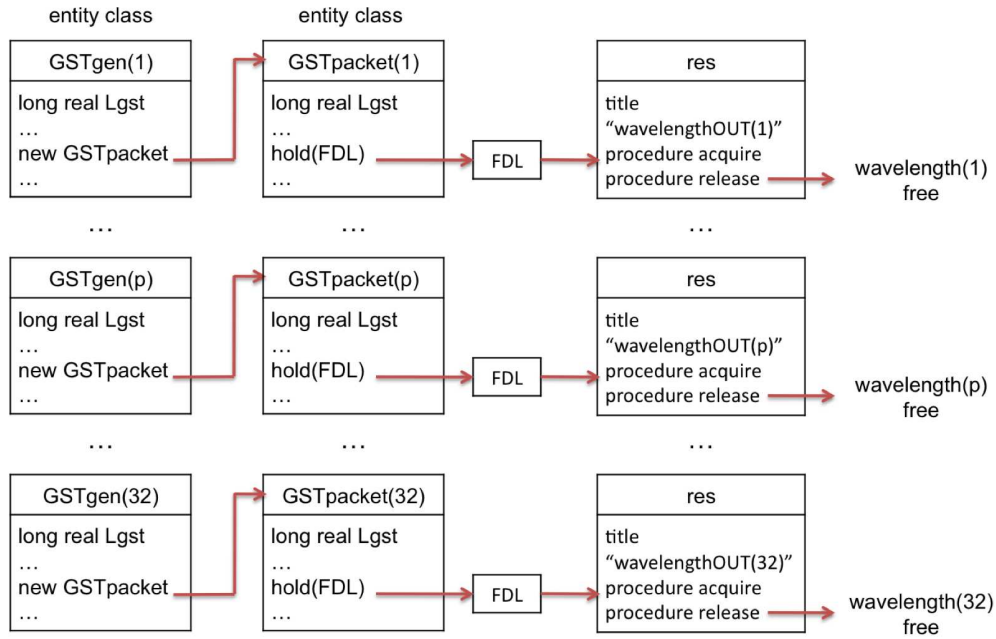 entity class
entity class
GSTgen(1)
long real Lgst
…
new GSTpacket
…
GSTpacket(1)
long real Lgst
…
hold(FDL)
…
FDL
res
title
“wavelengthOUT(1)”
procedure acquire
procedure release
wavelength(1)
free
…
…
…
GSTgen(p)
long real Lgst
…
new GSTpacket
…
GSTpacket(p)
long real Lgst
…
hold(FDL)
…
FDL
res
title
“wavelengthOUT(p)”
procedure acquire
procedure release
wavelength(p)
free
…
…
…
GSTgen(32)
long real Lgst
…
new GSTpacket
…
GSTpacket(32)
long real Lgst
…
hold(FDL)
…
FDL
res
title
“wavelengthOUT(32)”
procedure acquire
procedure release
wavelength(32)
free